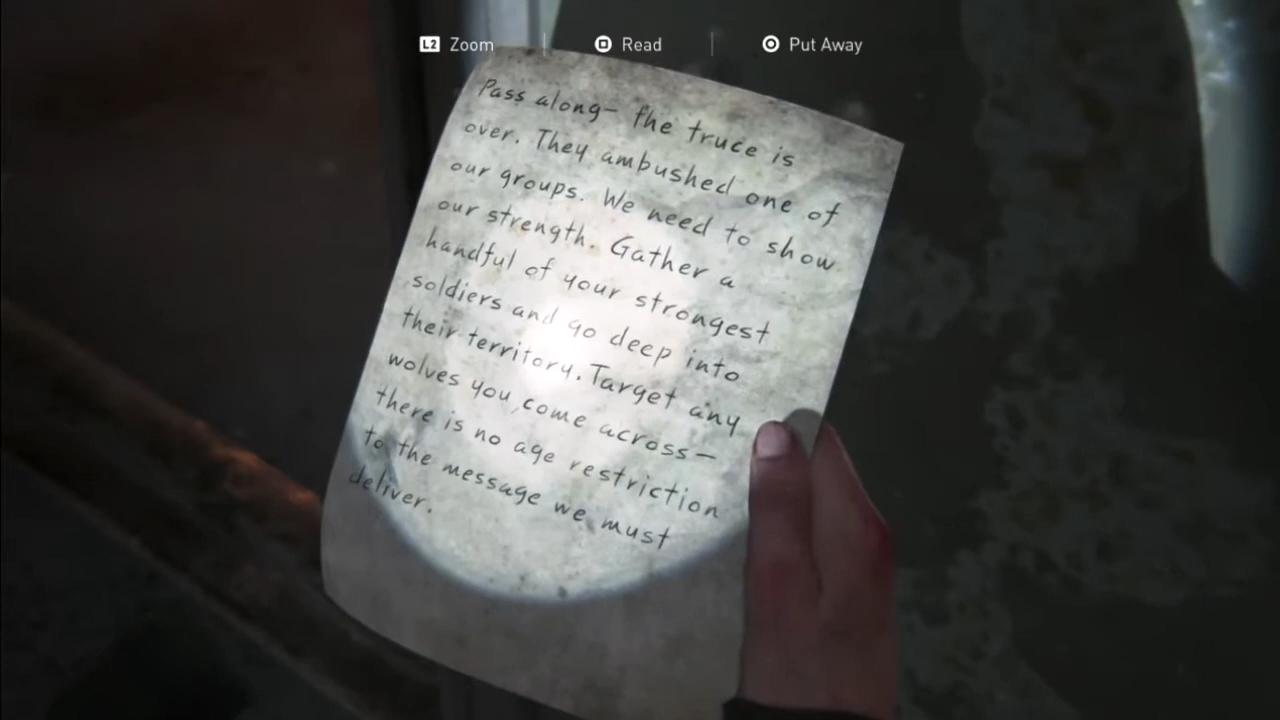 L2 Zoom Read Put Away
Pass along– the truce is
over. They ambushed one of
our groups. We need to show
our strength. Gather a
handful of your strongest
soldiers and go deep into
their territory. Target any
wolves you come across—
there is no age restriction
to the message we must
deliver.